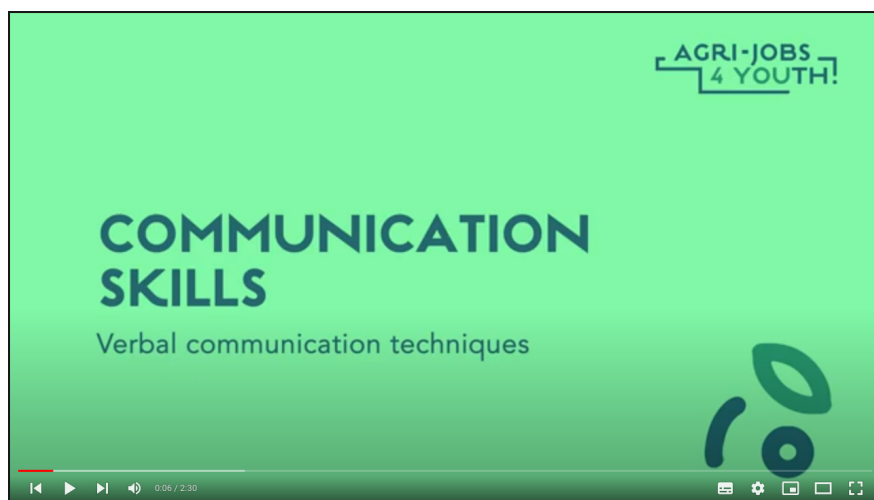 AGRI-JOBS
4 YOUTH!
COMMUNICATION
SKILLS
Verbal communication techniques
0:06 / 2:30